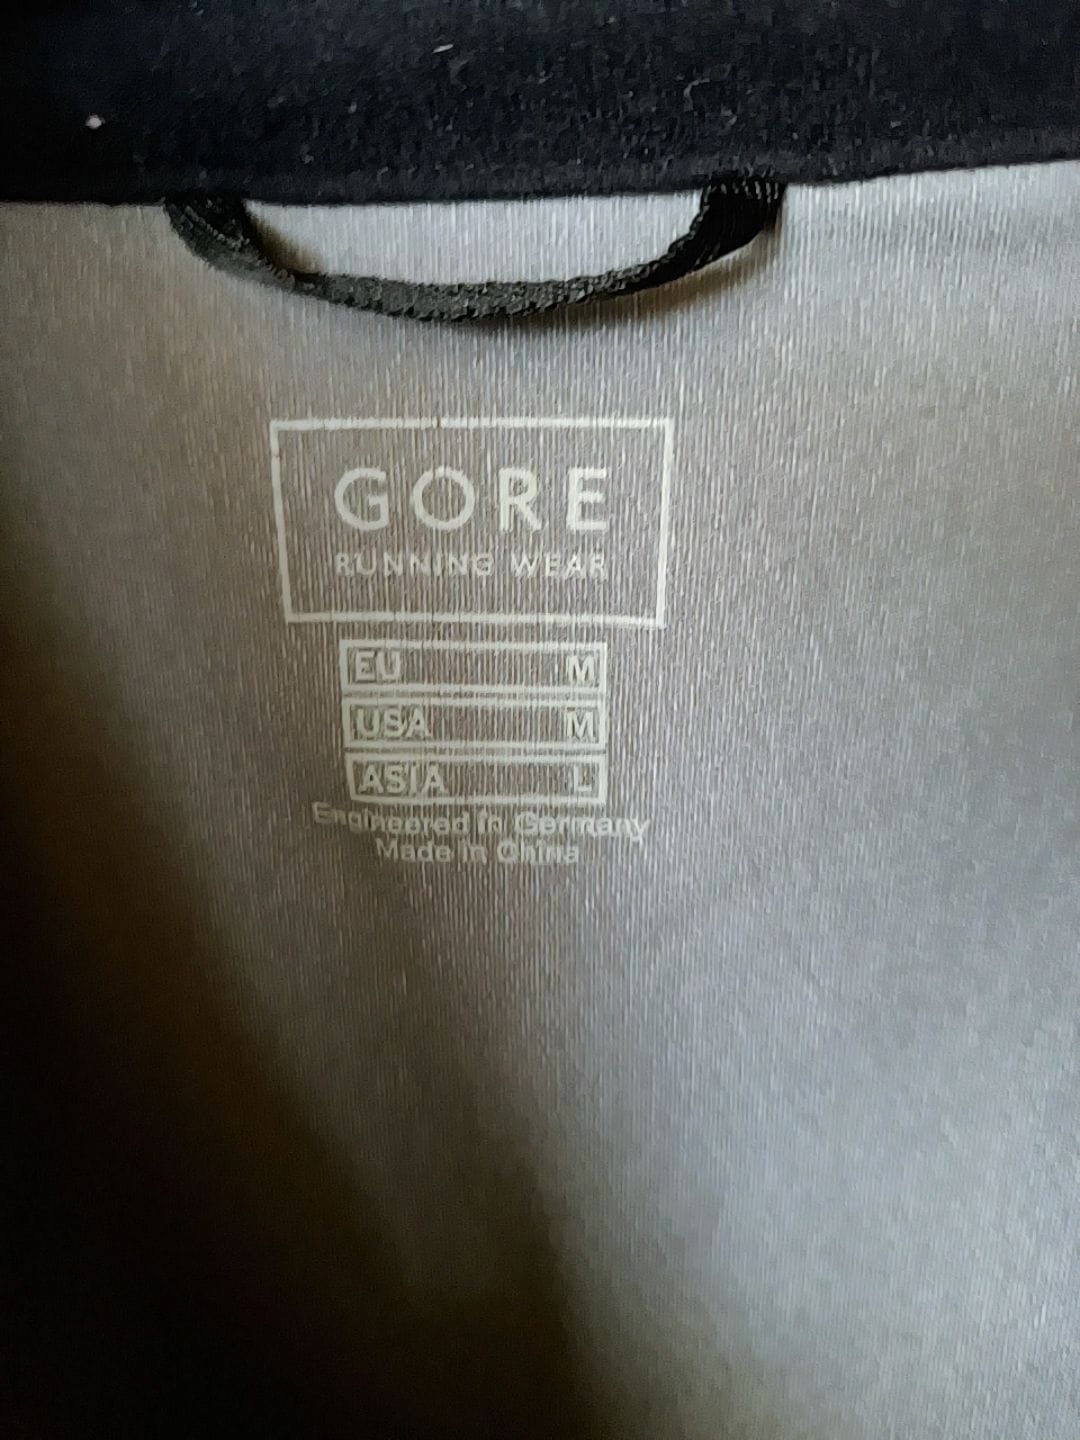 GORE
RUNNING WEAR
EU M
USA M
ASIA L
Engineered in Germany
Made in China